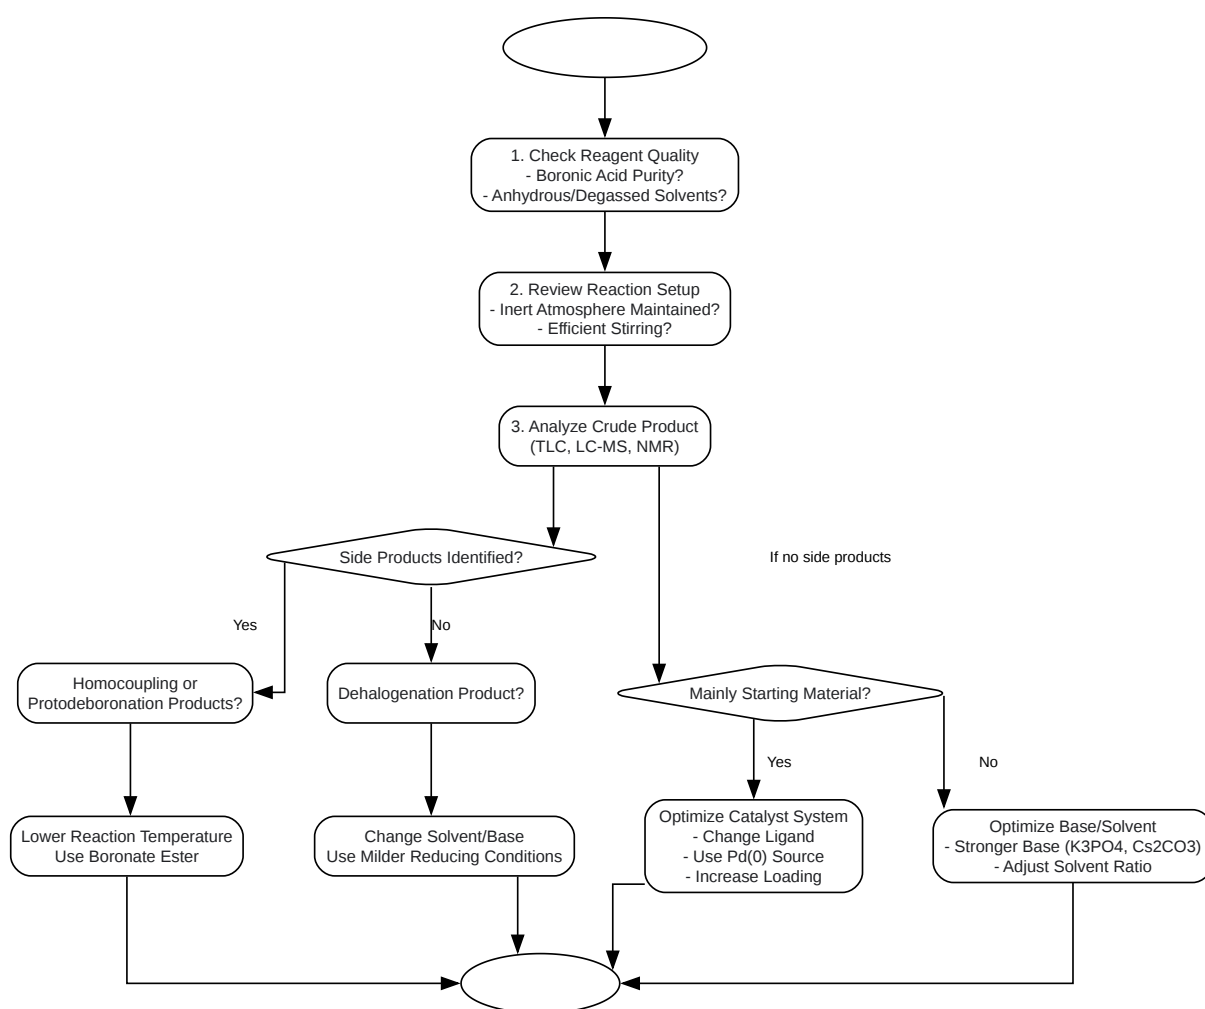 1. Check Reagent Quality
- Boronic Acid Purity?
- Anhydrous/Degassed Solvents?
2. Review Reaction Setup
- Inert Atmosphere Maintained?
- Efficient Stirring?
3. Analyze Crude Product
(TLC, LC-MS, NMR)
Side Products Identified?
If no side products
Yes
No
Homocoupling or
Protodeboronation Products?
Dehalogenation Product?
Mainly Starting Material?
Yes
No
Lower Reaction Temperature
Use Boronate Ester
Change Solvent/Base
Use Milder Reducing Conditions
Optimize Catalyst System
- Change Ligand
- Use Pd(0) Source
- Increase Loading
Optimize Base/Solvent
- Stronger Base (K3PO4, Cs2CO3)
- Adjust Solvent Ratio